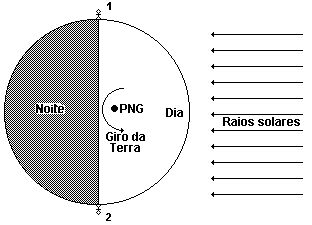 1
Noite
PNG
Dia
Giro da
Terra
Raios solares
2